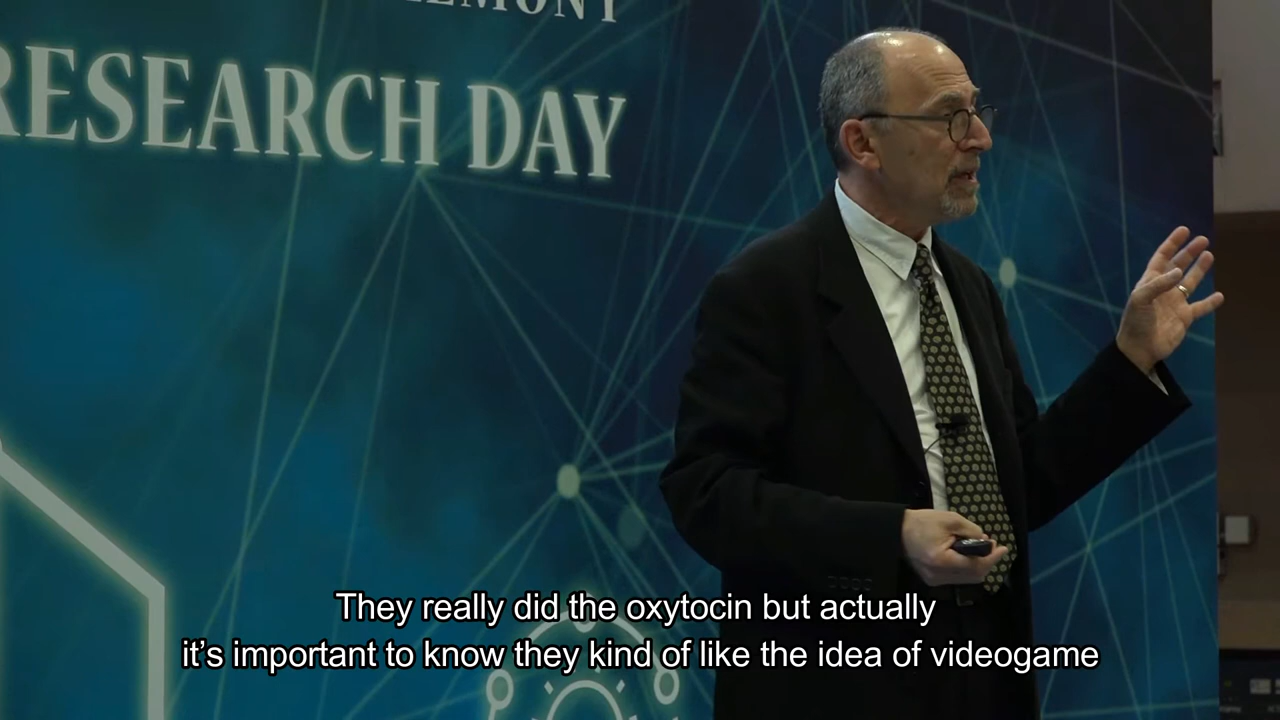 RESEARCH DAY
They really did the oxytocin but actually
it’s important to know they kind of like the idea of videogame